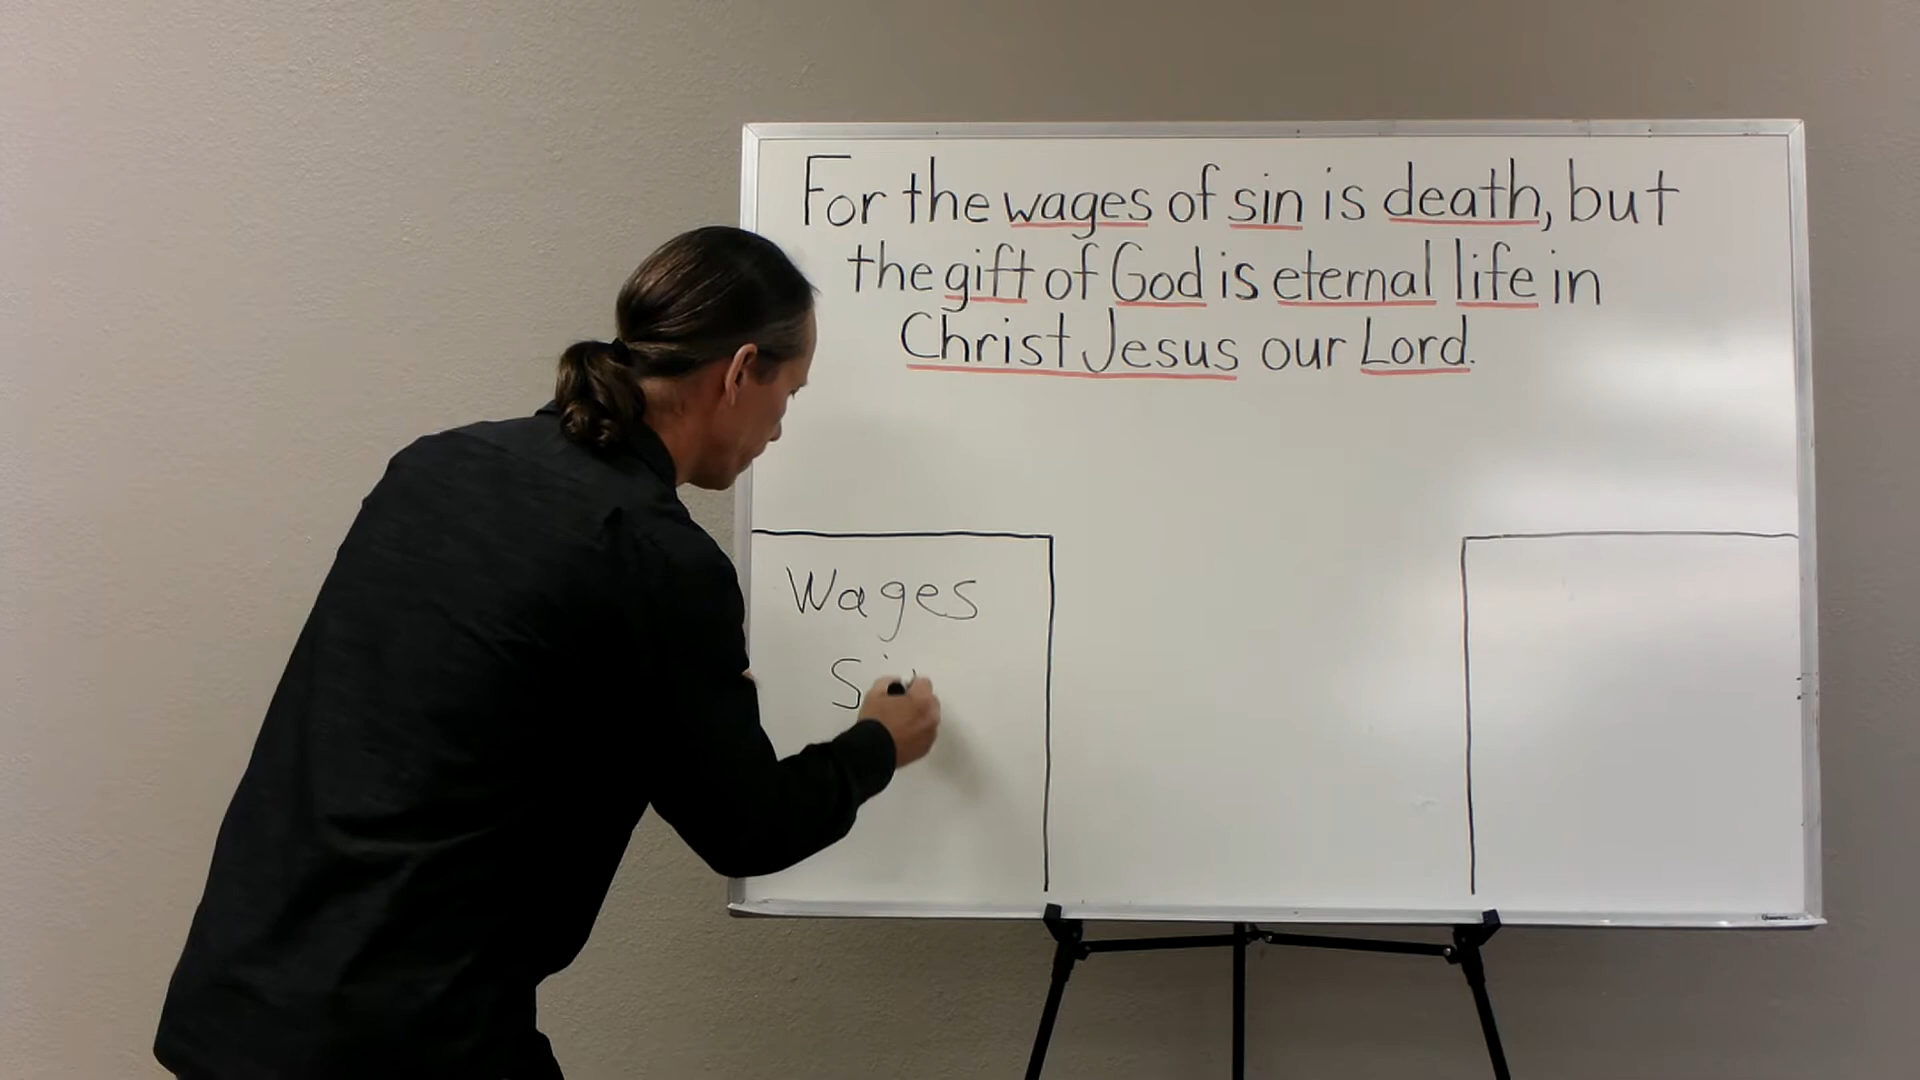 For the wages of sin is death, but
the gift of God is eternal life in
Christ Jesus our Lord.
Wages